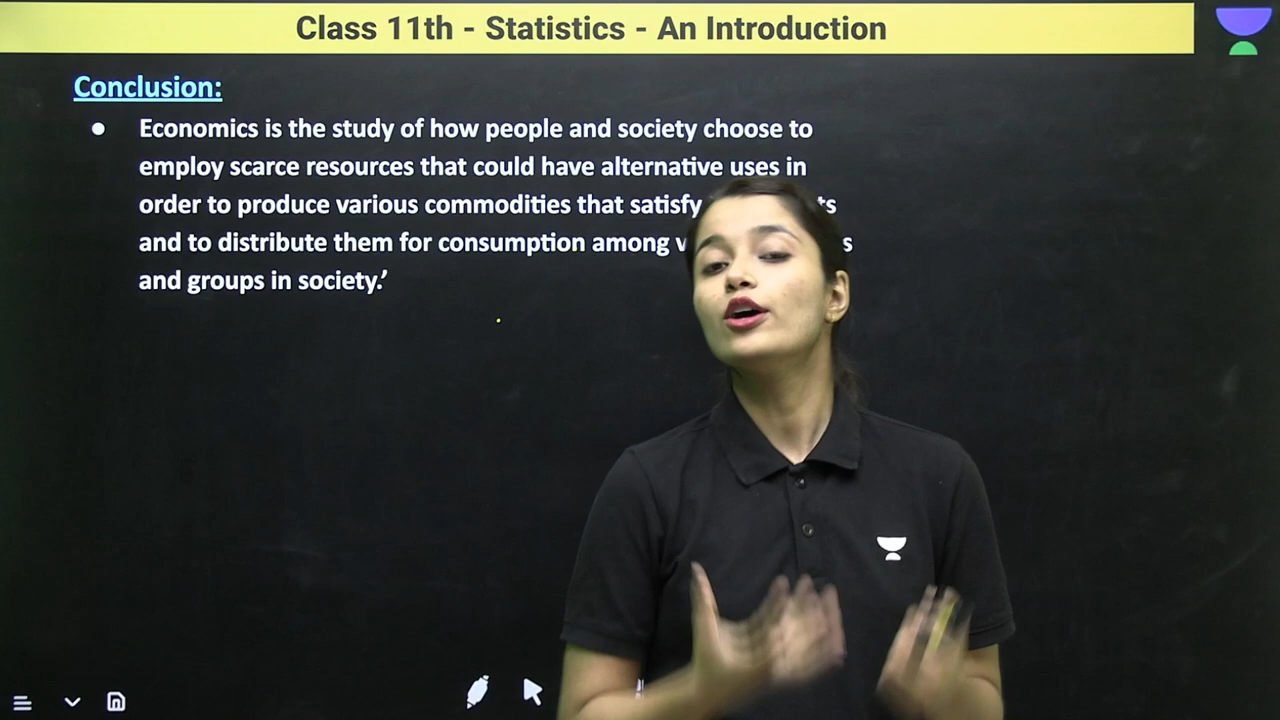 Class 11th - Statistics - An Introduction
Conclusion:
● Economics is the study of how people and society choose to
employ scarce resources that could have alternative uses in
order to produce various commodities that satisfy
and to distribute them for consumption among
and groups in society.’